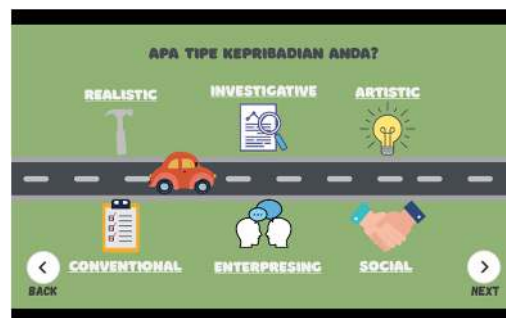 APA TIPE KEPRIBADIAN ANDA?
REALISTIC
INVESTIGATIVE
ARTISTIC
CONVENTIONAL
ENTERPRESING
SOCIAL
BACK
NEXT